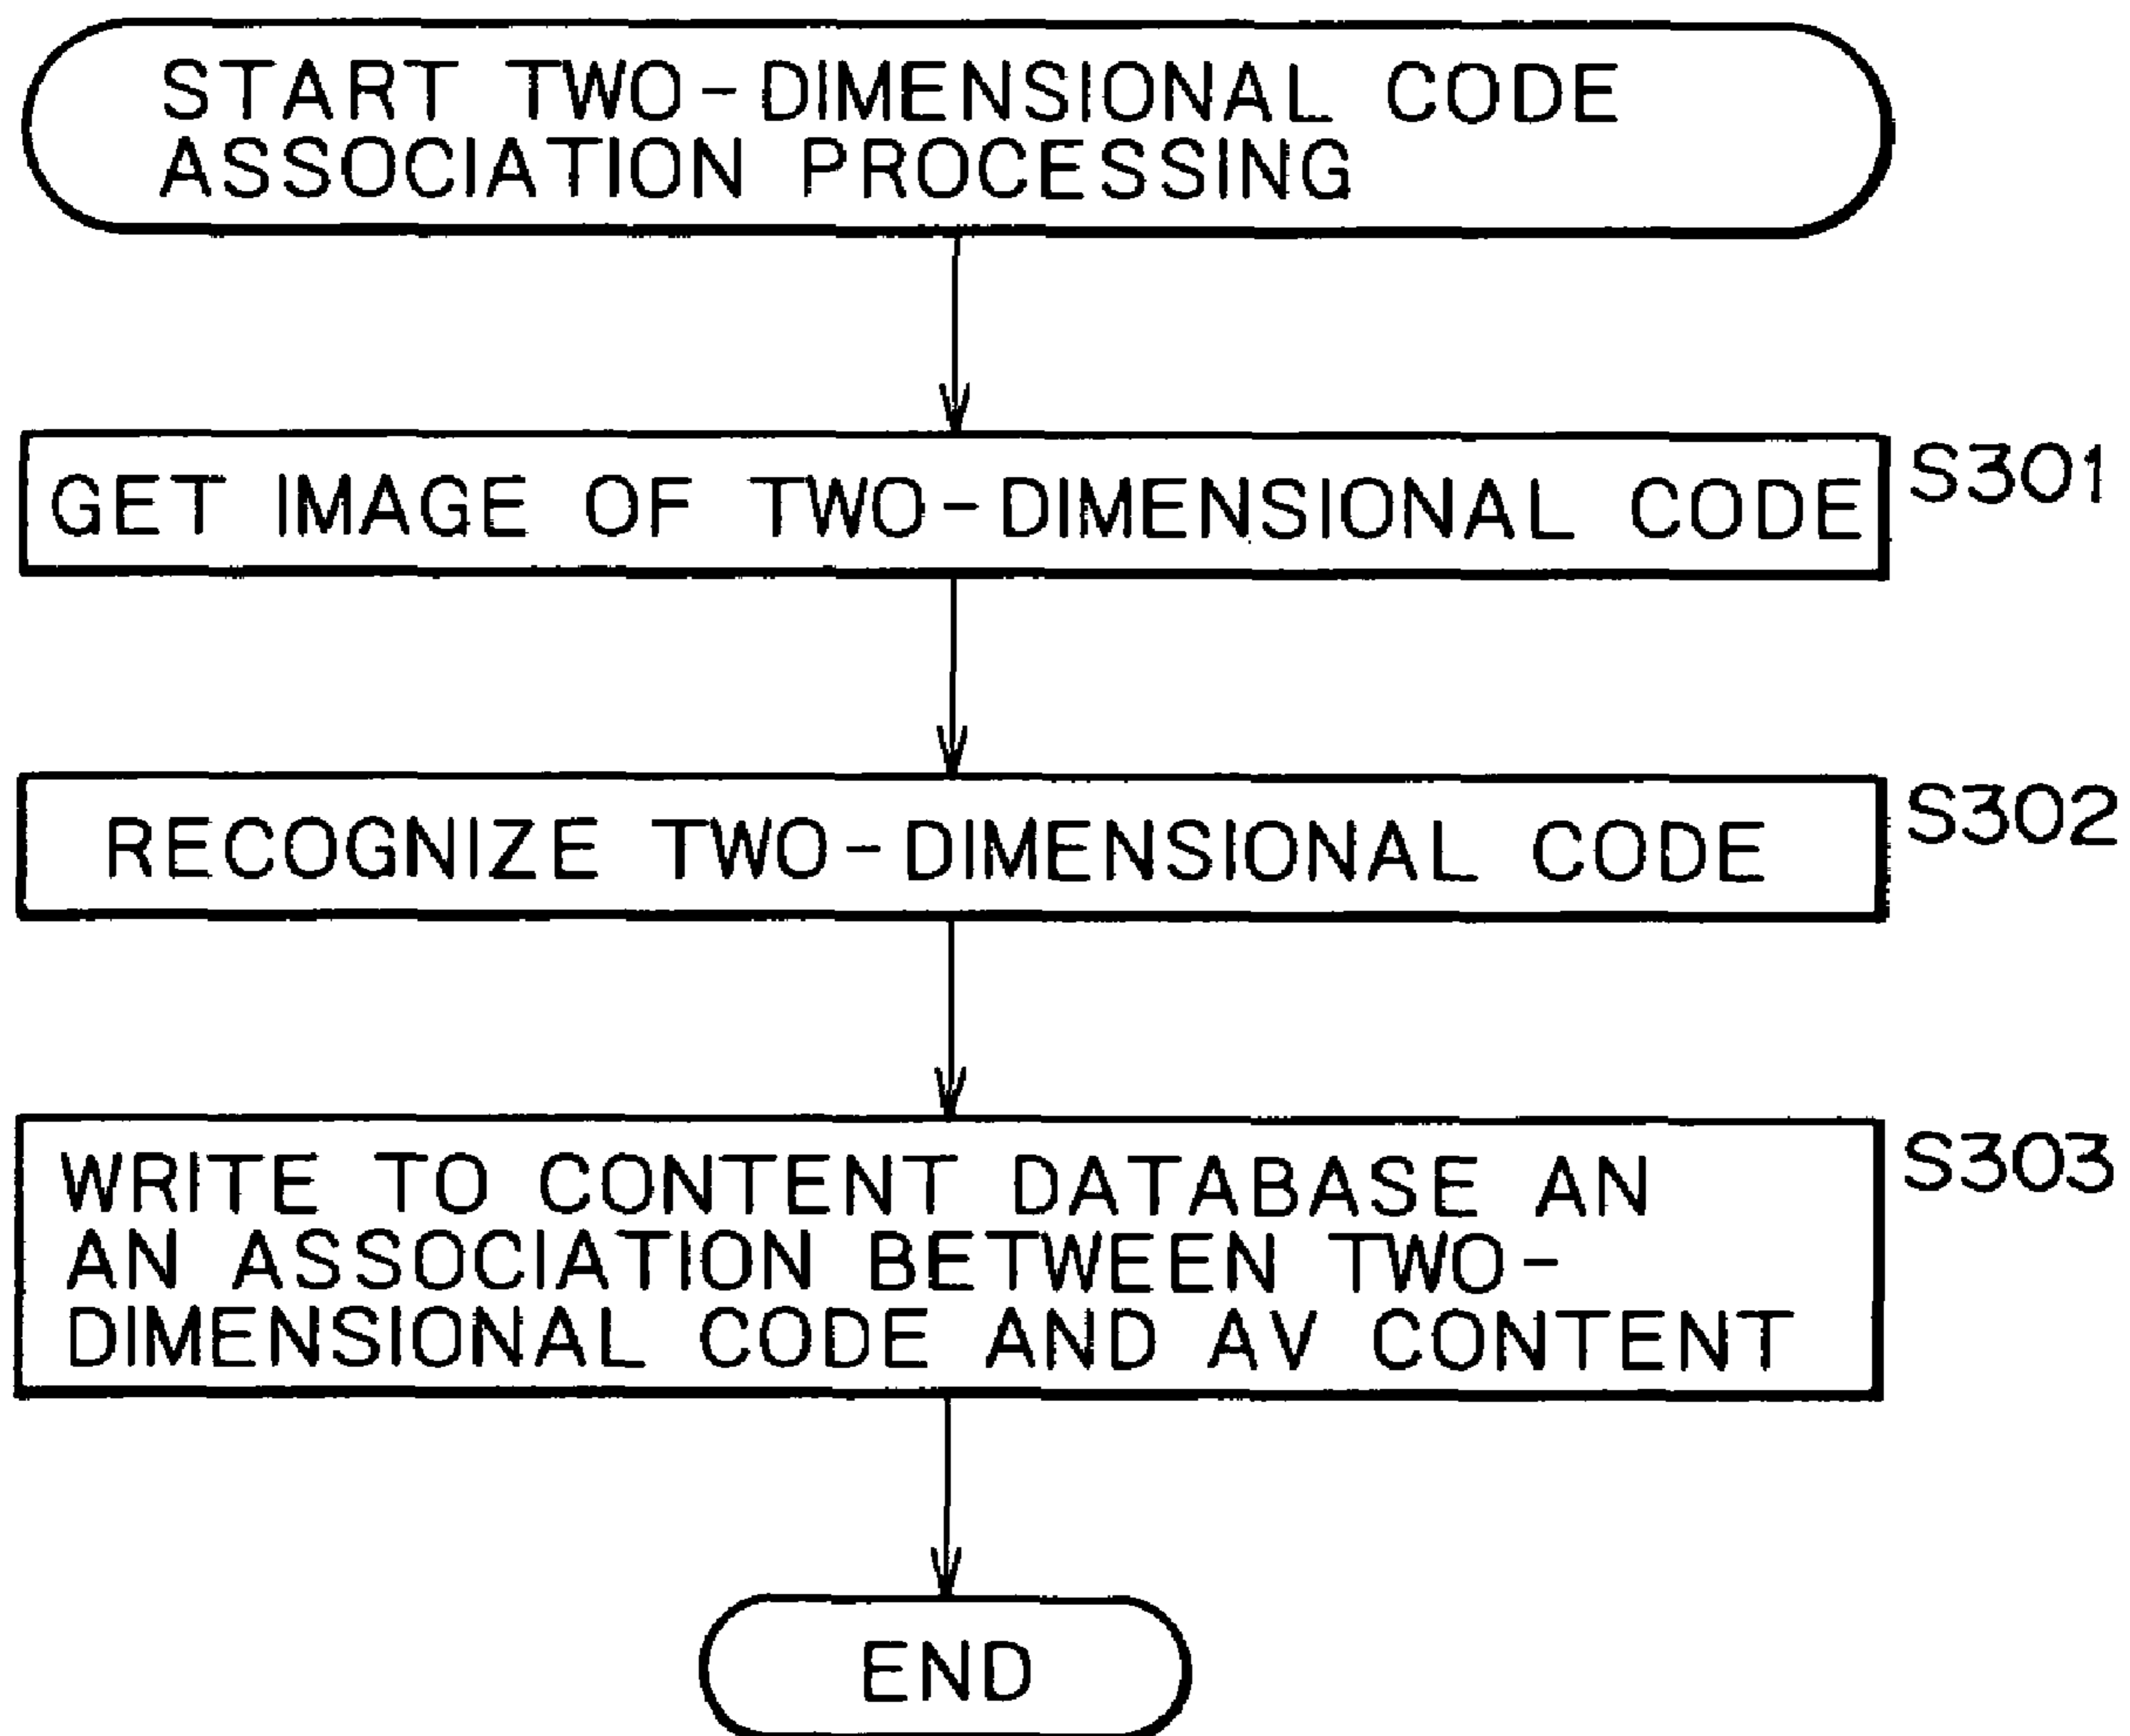 START TWO-DIMENSIONAL CODE
ASSOCIATION PROCESSING
GET IMAGE OF TWO-DIMENSIONAL CODE
S301
RECOGNIZE TWO-DIMENSIONAL CODE
S302
WRITE TO CONTENT DATABASE AN
AN ASSOCIATION BETWEEN TWO-
DIMENSIONAL CODE AND AV CONTENT
S303
END